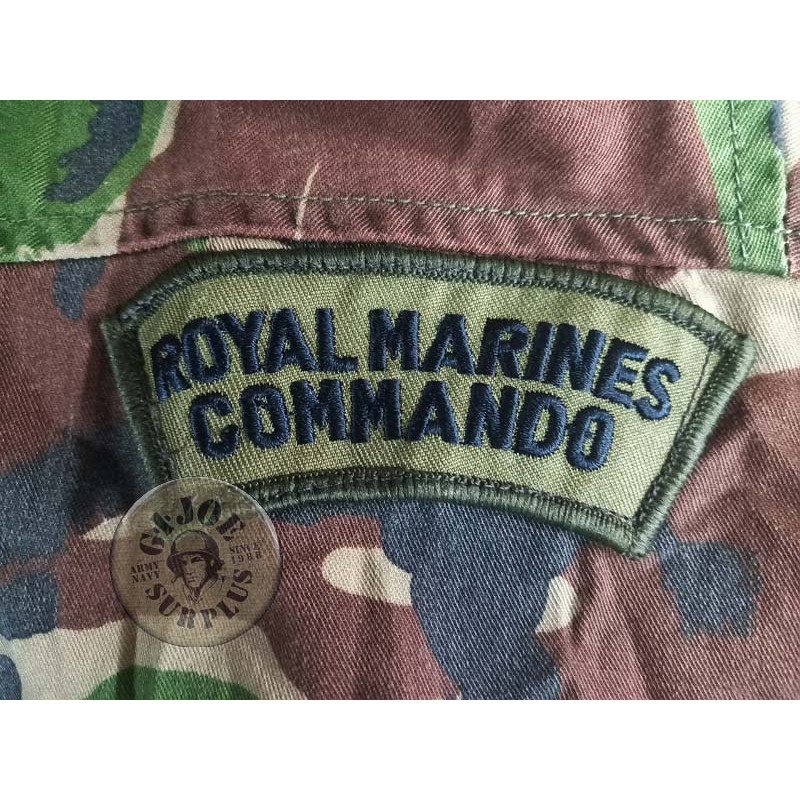 ROYAL MARINES
COMMANDO
GI.JOE
ARMY NAVY
SINCE 1988
SURPLUS